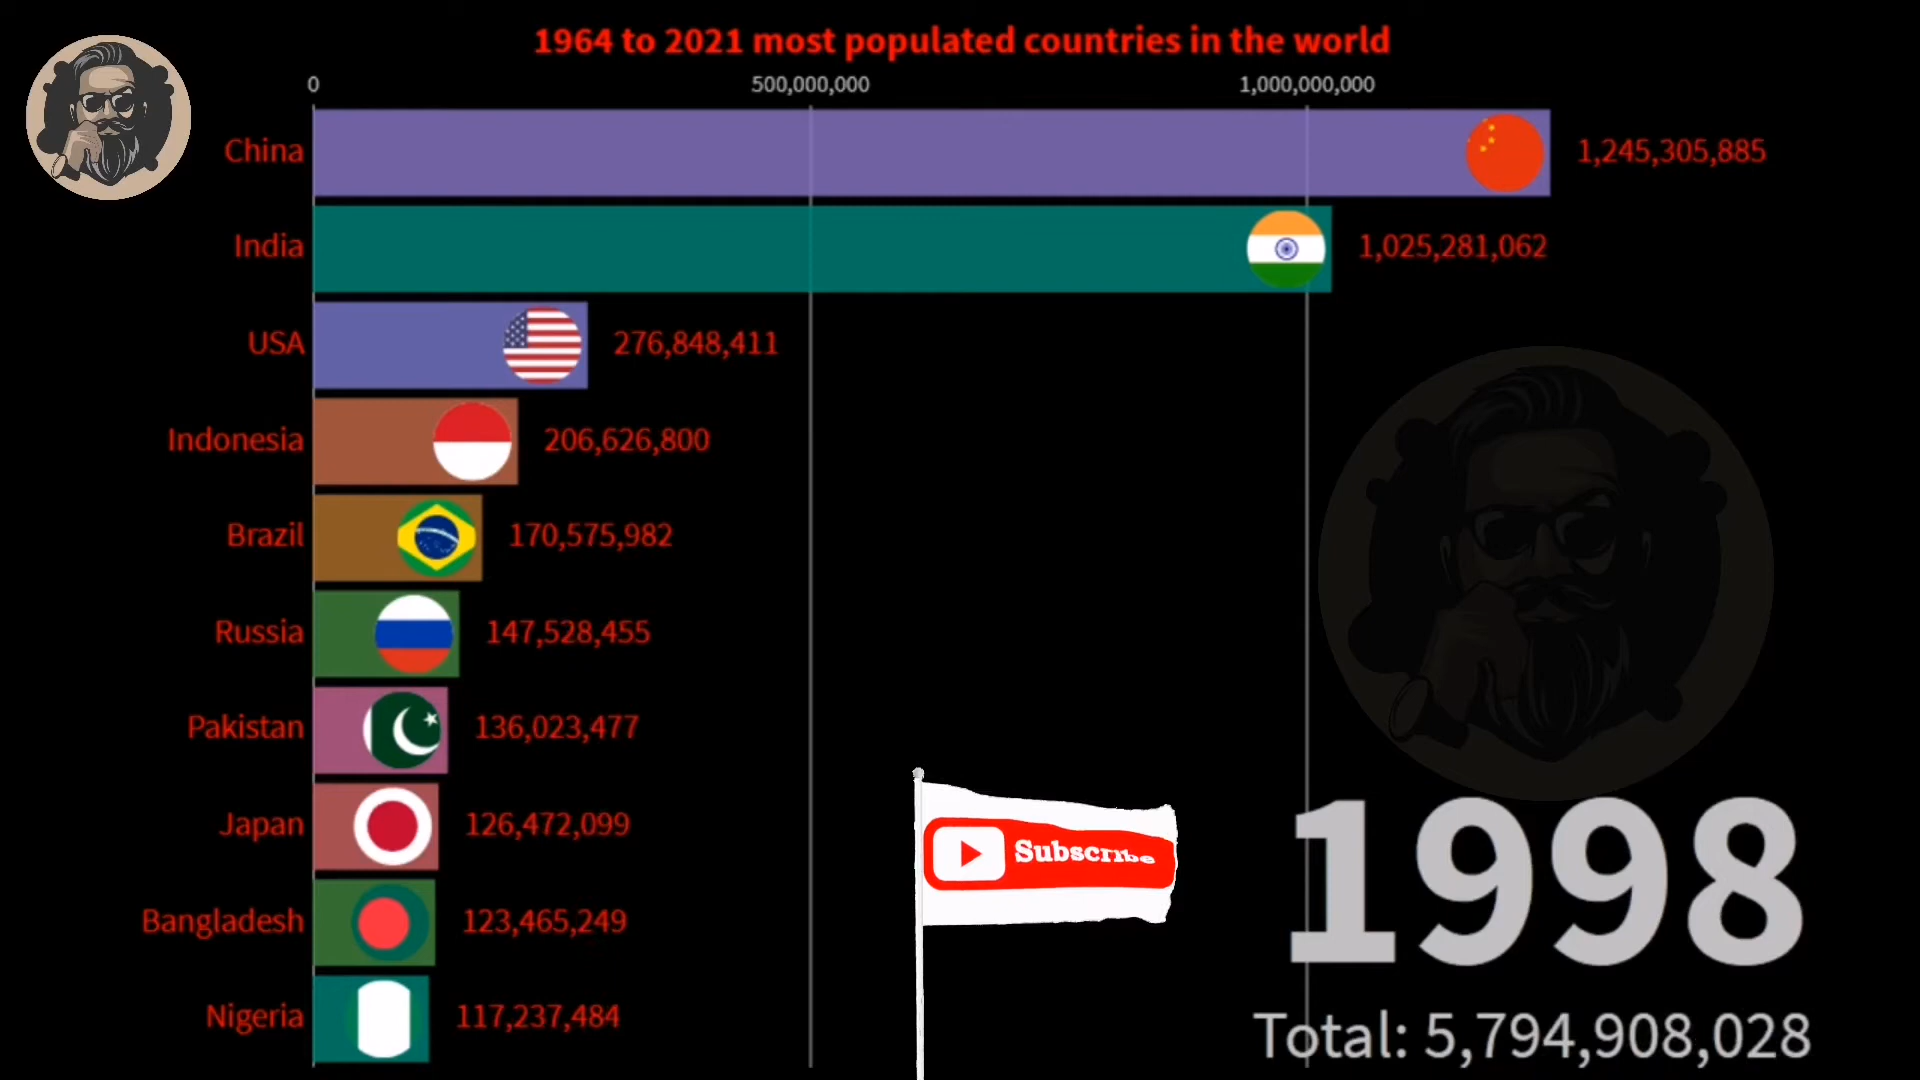 1964 to 2021 most populated countries in the world
0 500,000,000 1,000,000,000
China 1,245,305,885
India 1,025,281,062
USA 276,848,411
Indonesia 206,626,800
Brazil 170,575,982
Russia 147,528,455
Pakistan 136,023,477
Japan 126,472,099
Subscribe
Bangladesh 123,465,249
1998
Nigeria 117,237,484
Total: 5,794,908,028